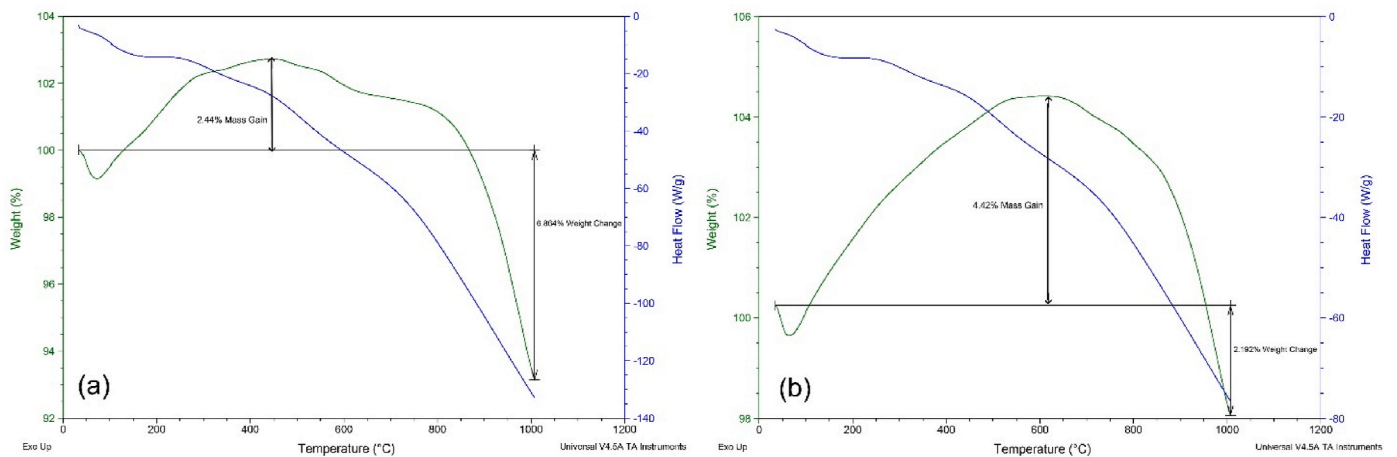 104
102
100
98
96
94
92
Weight (%)
2.44% Mass Gain
6.864% Weight Change
(a)
0
-20
-40
-60
-80
-100
-120
-140
Heat Flow (W/g)
0
200
400
600
800
1000
1200
Exo Up
Temperature (°C)
Universal V4.5A TA Instruments
106
104
102
100
98
Weight (%)
4.42% Mass Gain
2.192% Weight Change
(b)
0
-10
-20
-30
-40
-50
-60
-70
-80
Heat Flow (W/g)
0
200
400
600
800
1000
1200
Exo Up
Temperature (°C)
Universal V4.5A TA Instruments